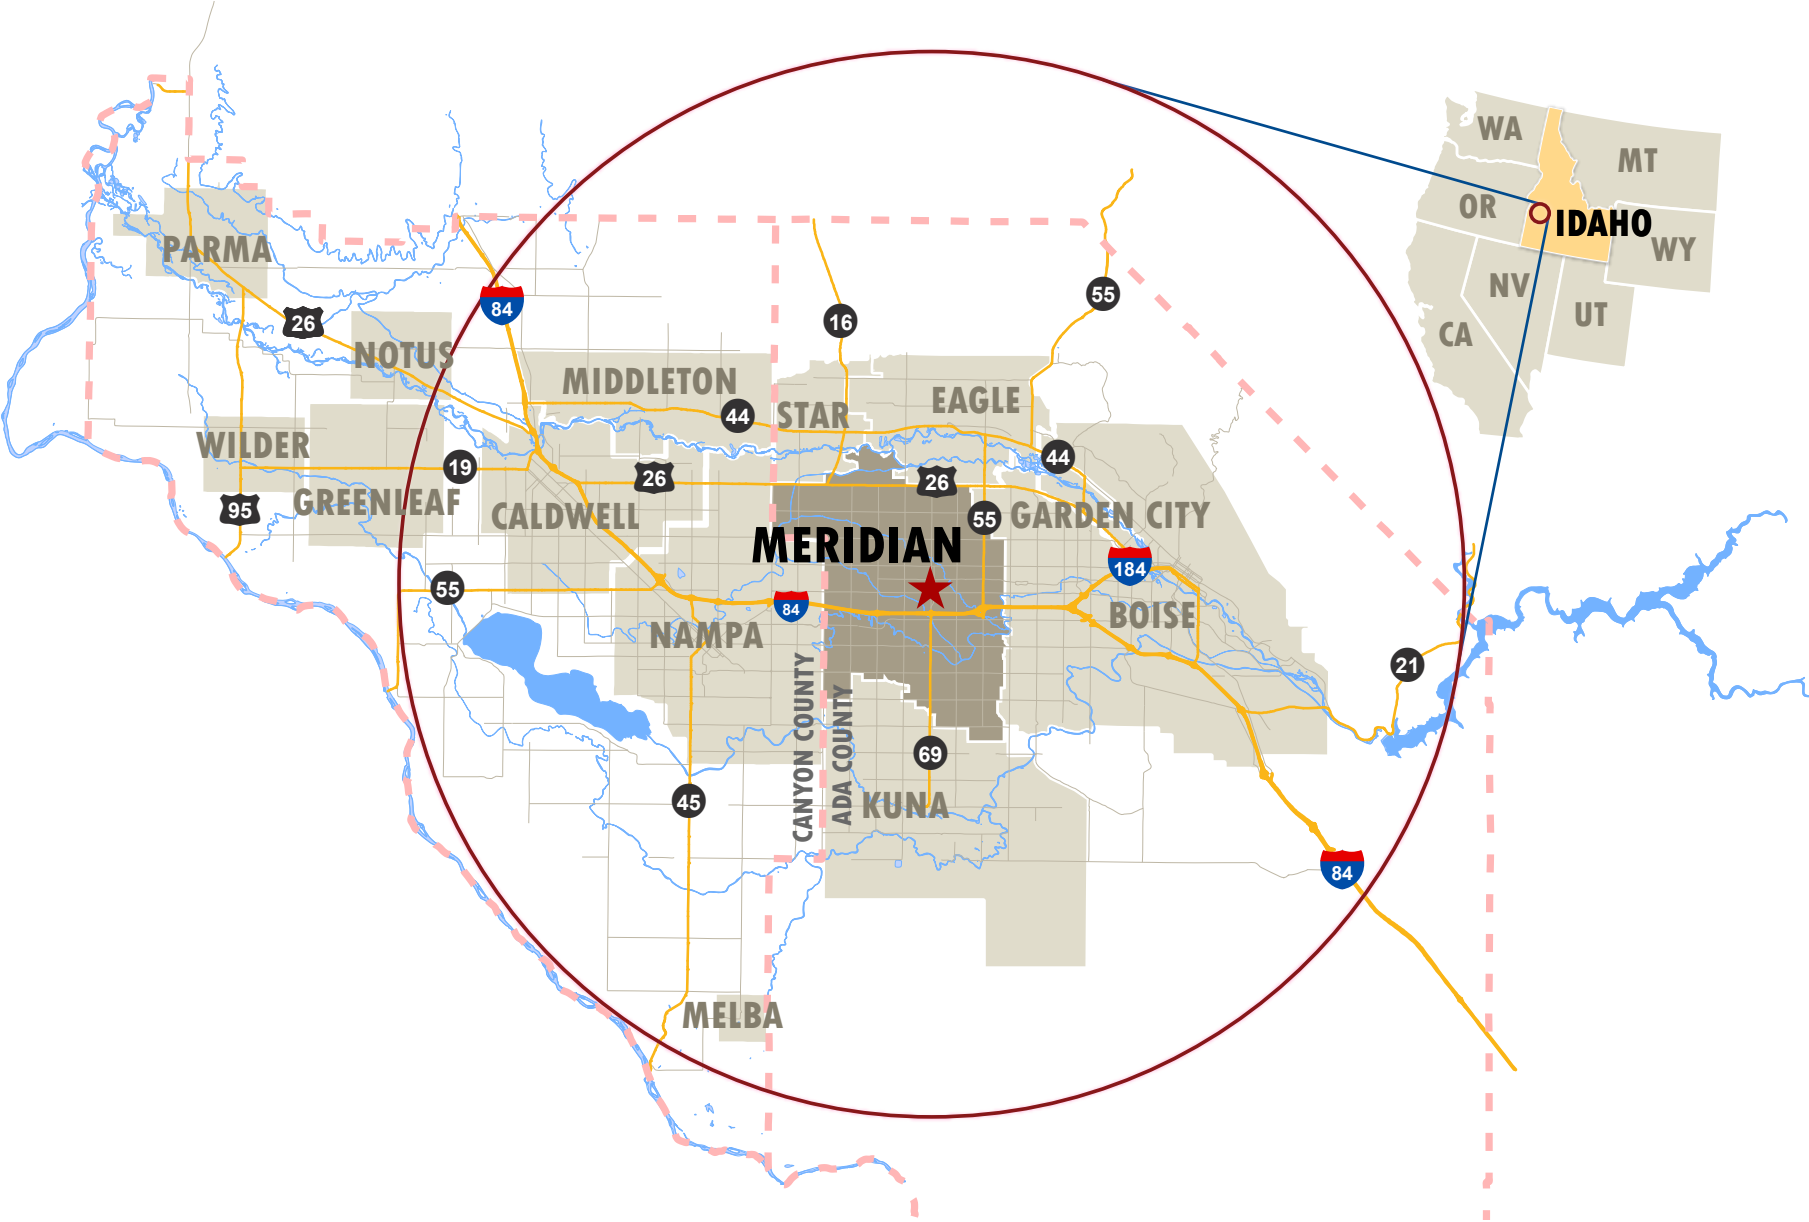 WA
MT
OR
IDAHO
WY
NV
UT
CA
PARMA
26
84
16
55
NOTUS
MIDDLETON
44
STAR
EAGLE
WILDER
19
26
26
44
95
GREENLEAF
CALDWELL
55
GARDEN CITY
MERIDIAN
184
55
84
NAMPA
BOISE
21
CANYON COUNTY
ADA COUNTY
69
45
KUNA
84
MELBA